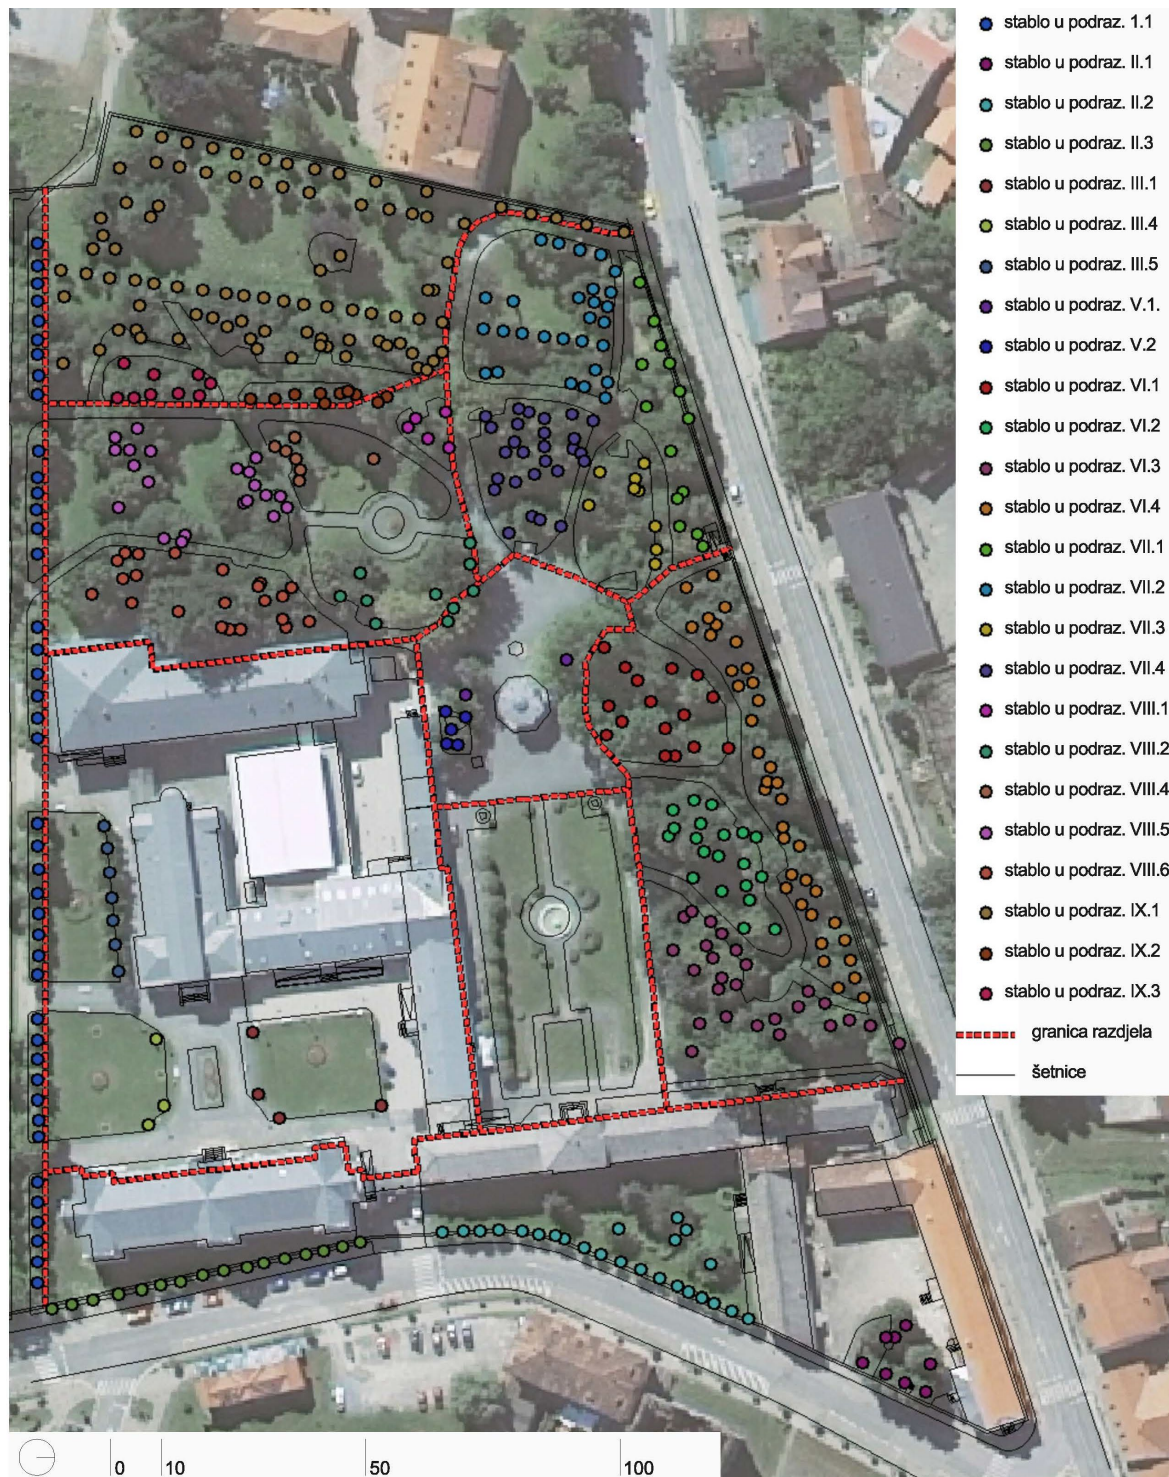 stablo u podraz. 1.1
stablo u podraz. II.1
stablo u podraz. II.2
stablo u podraz. II.3
stablo u podraz. III.1
stablo u podraz. III.4
stablo u podraz. III.5
stablo u podraz. V.1.
stablo u podraz. V.2
stablo u podraz. VI.1
stablo u podraz. VI.2
stablo u podraz. VI.3
stablo u podraz. VI.4
stablo u podraz. VII.1
stablo u podraz. VII.2
stablo u podraz. VII.3
stablo u podraz. VII.4
stablo u podraz. VIII.1
stablo u podraz. VIII.2
stablo u podraz. VIII.4
stablo u podraz. VIII.5
stablo u podraz. VIII.6
stablo u podraz. IX.1
stablo u podraz. IX.2
stablo u podraz. IX.3
granica razdjela
šetnice
0 10 50 100